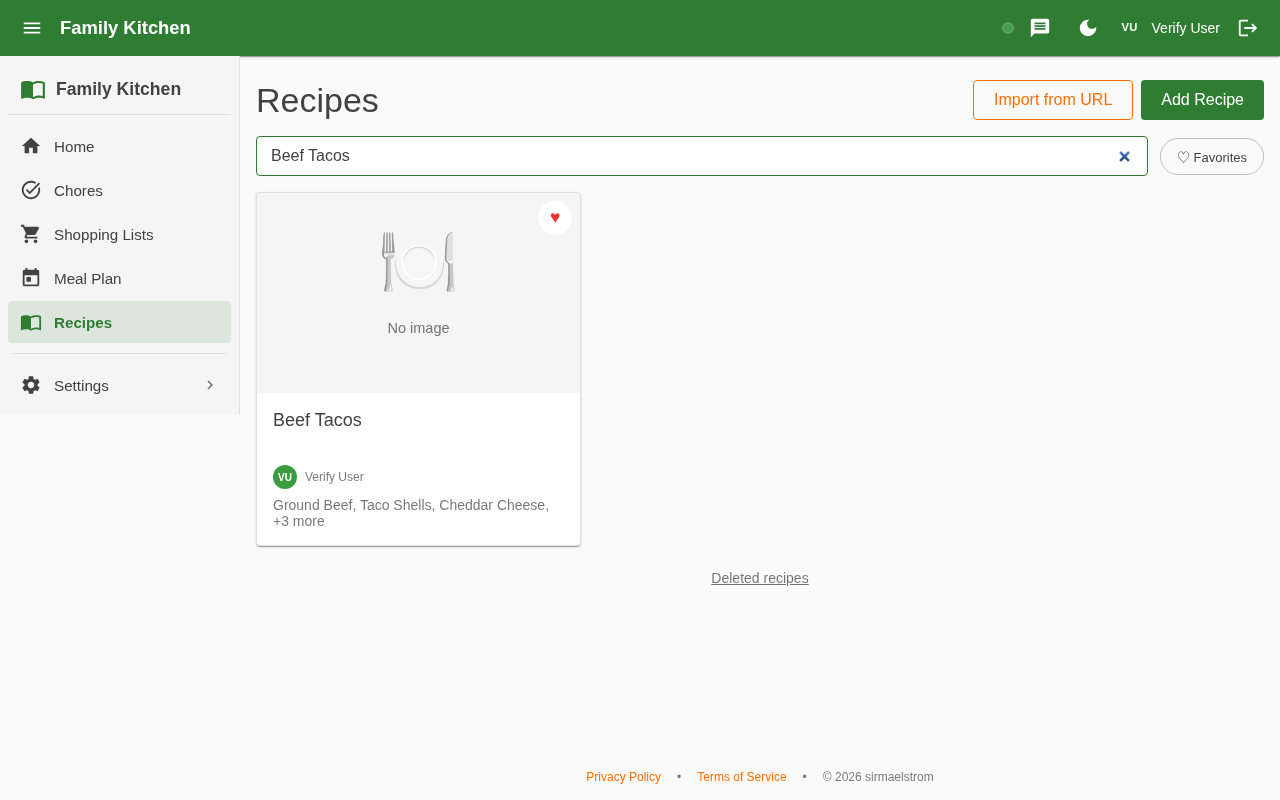 Family Kitchen
VU
Verify User
Family Kitchen
Home
Chores
Shopping Lists
Meal Plan
Recipes
Settings
Recipes
Import from URL
Add Recipe
Beef Tacos
♡ Favorites
No image
Beef Tacos
VU
Verify User
Ground Beef, Taco Shells, Cheddar Cheese,
+3 more
Deleted recipes
Privacy Policy • Terms of Service • © 2026 sirmaelstrom